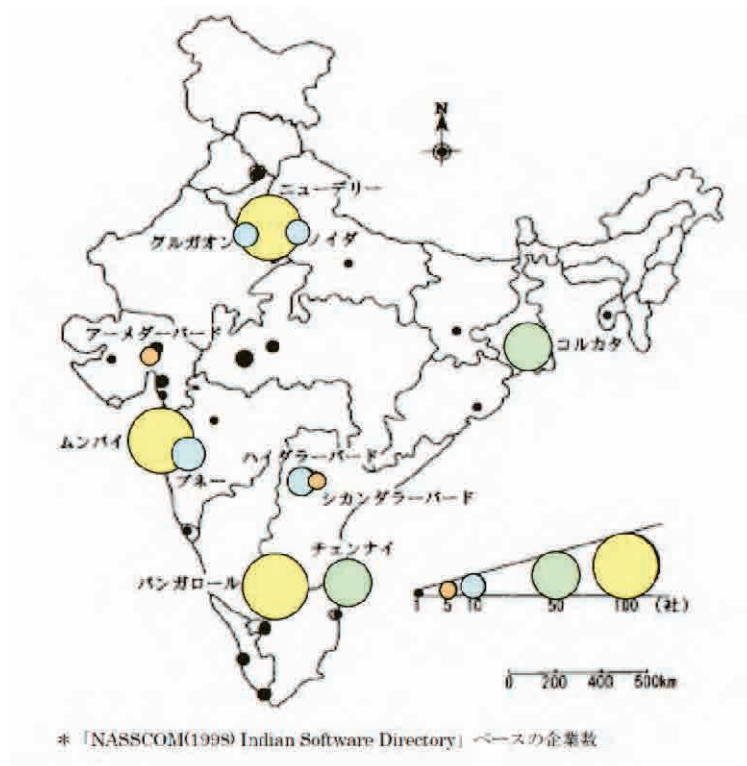 N
ニューデリー
グルガオン
ノイダ
アーメダーバード
コルカタ
ムンバイ
プネー
ハイダラーバード
シカンダラーバード
チェンナイ
バンガロール
1 5 10 50 100 (社)
0 200 400 600km
*「NASSCOM(1998) Indian Software Directory」ベースの企業数